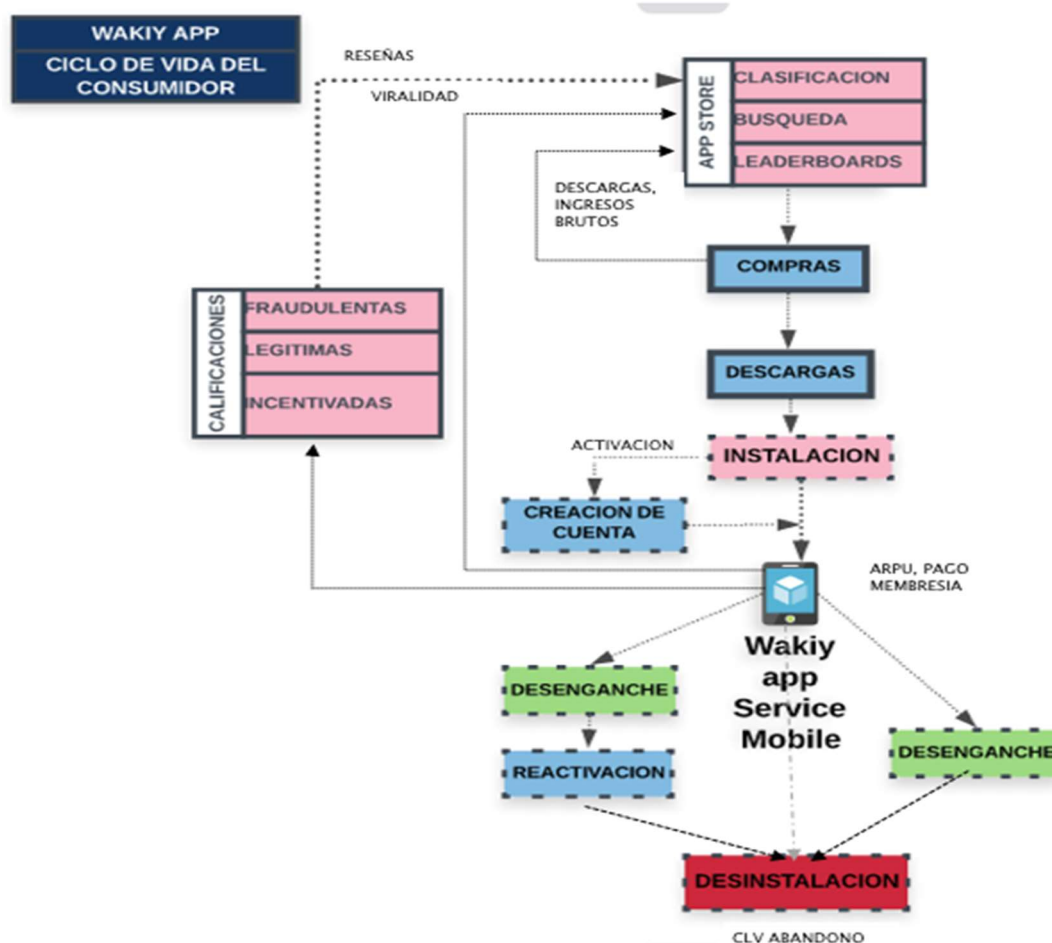 WAKIY APP
CICLO DE VIDA DEL
CONSUMIDOR
RESEÑAS
VIRALIDAD
APP STORE
CLASIFICACION
BUSQUEDA
LEADERBOARDS
DESCARGAS,
INGRESOS
BRUTOS
COMPRAS
CALIFICACIONES
FRAUDULENTAS
LEGITIMAS
INCENTIVADAS
DESCARGAS
ACTIVACION
INSTALACION
CREACION DE
CUENTA
ARPU, PAGO
MEMBRESIA
Wakiy
app
Service
Mobile
DESENGANCHE
REACTIVACION
DESENGANCHE
DESINSTALACION
CLV ABANDONO